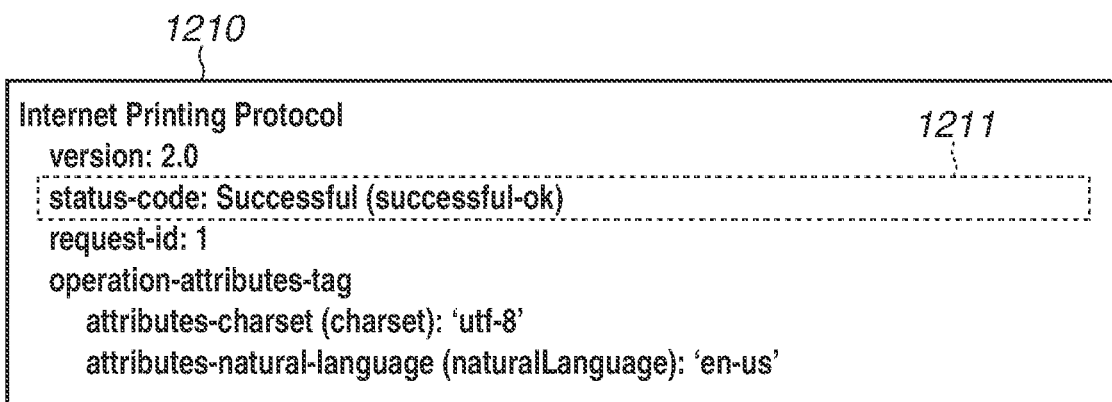 1210
Internet Printing Protocol
1211
version: 2.0
status-code: Successful (successful-ok)
request-id: 1
operation-attributes-tag
attributes-charset (charset): ‘utf-8’
attributes-natural-language (naturalLanguage): ‘en-us’